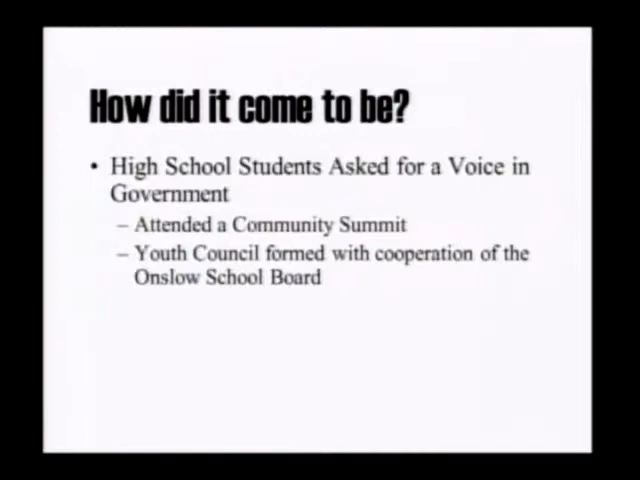 How did it come to be?
• High School Students Asked for a Voice in
Government
– Attended a Community Summit
– Youth Council formed with cooperation of the
Onslow School Board